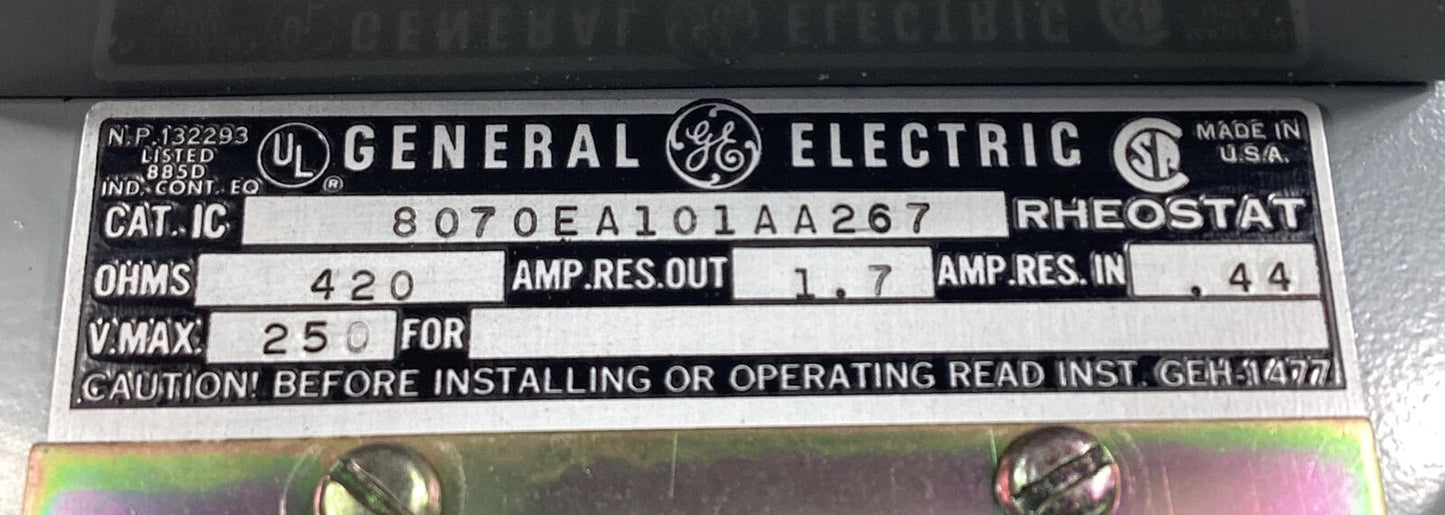 N.P. 132293
LISTED
885D
IND. CONT. EQ
UL ®
GENERAL GE ELECTRIC
SA
MADE IN
U.S.A.
CAT. IC 8070EA101AA267 RHEOSTAT
OHMS 420 AMP.RES.OUT 1.7 AMP.RES.IN .44
V.MAX. 250 FOR
CAUTION! BEFORE INSTALLING OR OPERATING READ INST. GEH-1477